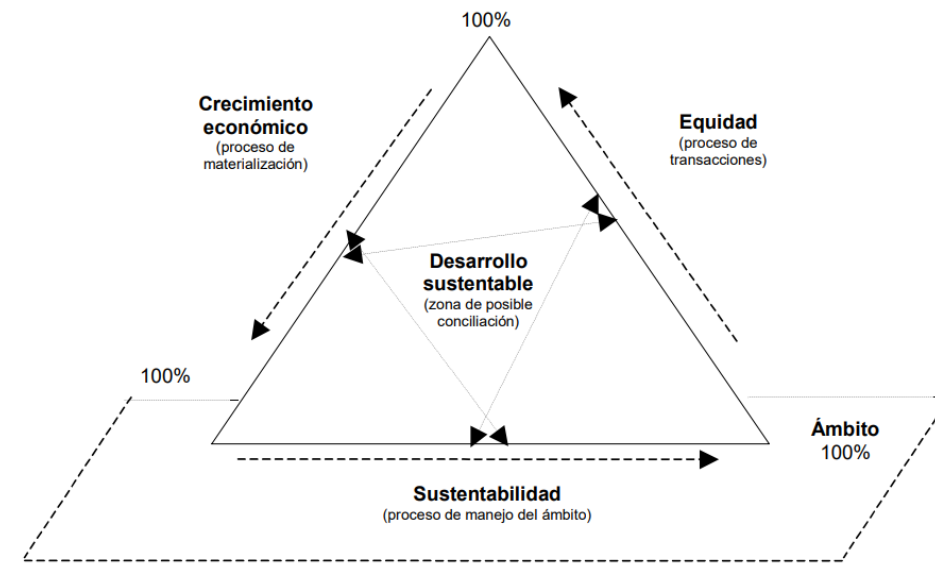 100%
Crecimiento
económico
(proceso de
materialización)
Equidad
(proceso de
transacciones)
Desarrollo
sustentable
(zona de posible
conciliación)
100%
Ámbito
100%
Sustentabilidad
(proceso de manejo del ámbito)